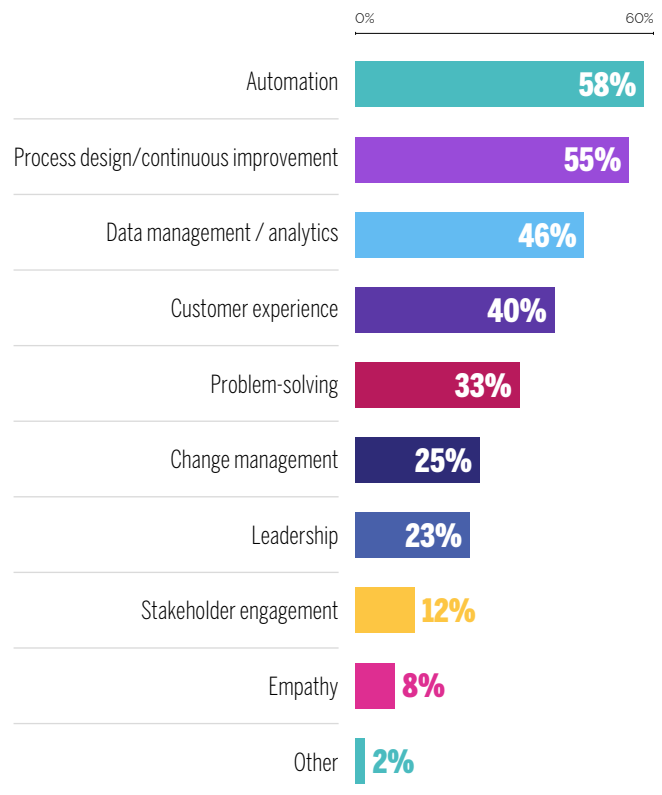 0% 60%
Automation 58%
Process design/continuous improvement 55%
Data management / analytics 46%
Customer experience 40%
Problem-solving 33%
Change management 25%
Leadership 23%
Stakeholder engagement 12%
Empathy 8%
Other 2%